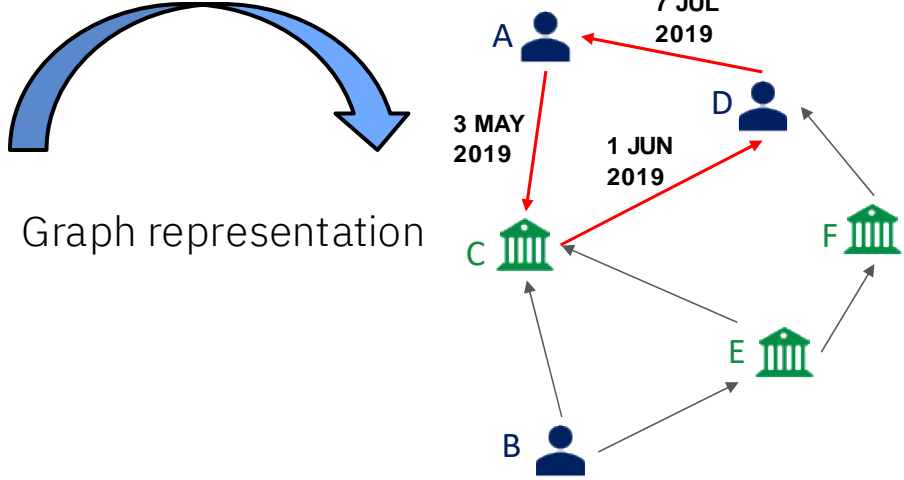 7 JUL
2019
A
D
3 MAY
2019
1 JUN
2019
Graph representation
C
F
E
B